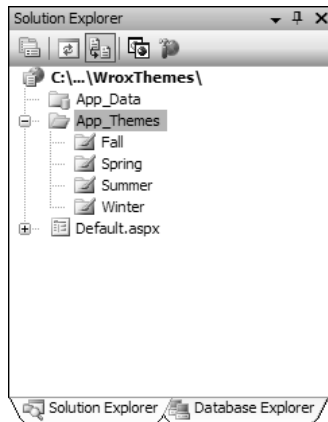 Solution Explorer
C:\...\WroxThemes\
App_Data
App_Themes
Fall
Spring
Summer
Winter
Default.aspx
Solution Explorer Database Explorer